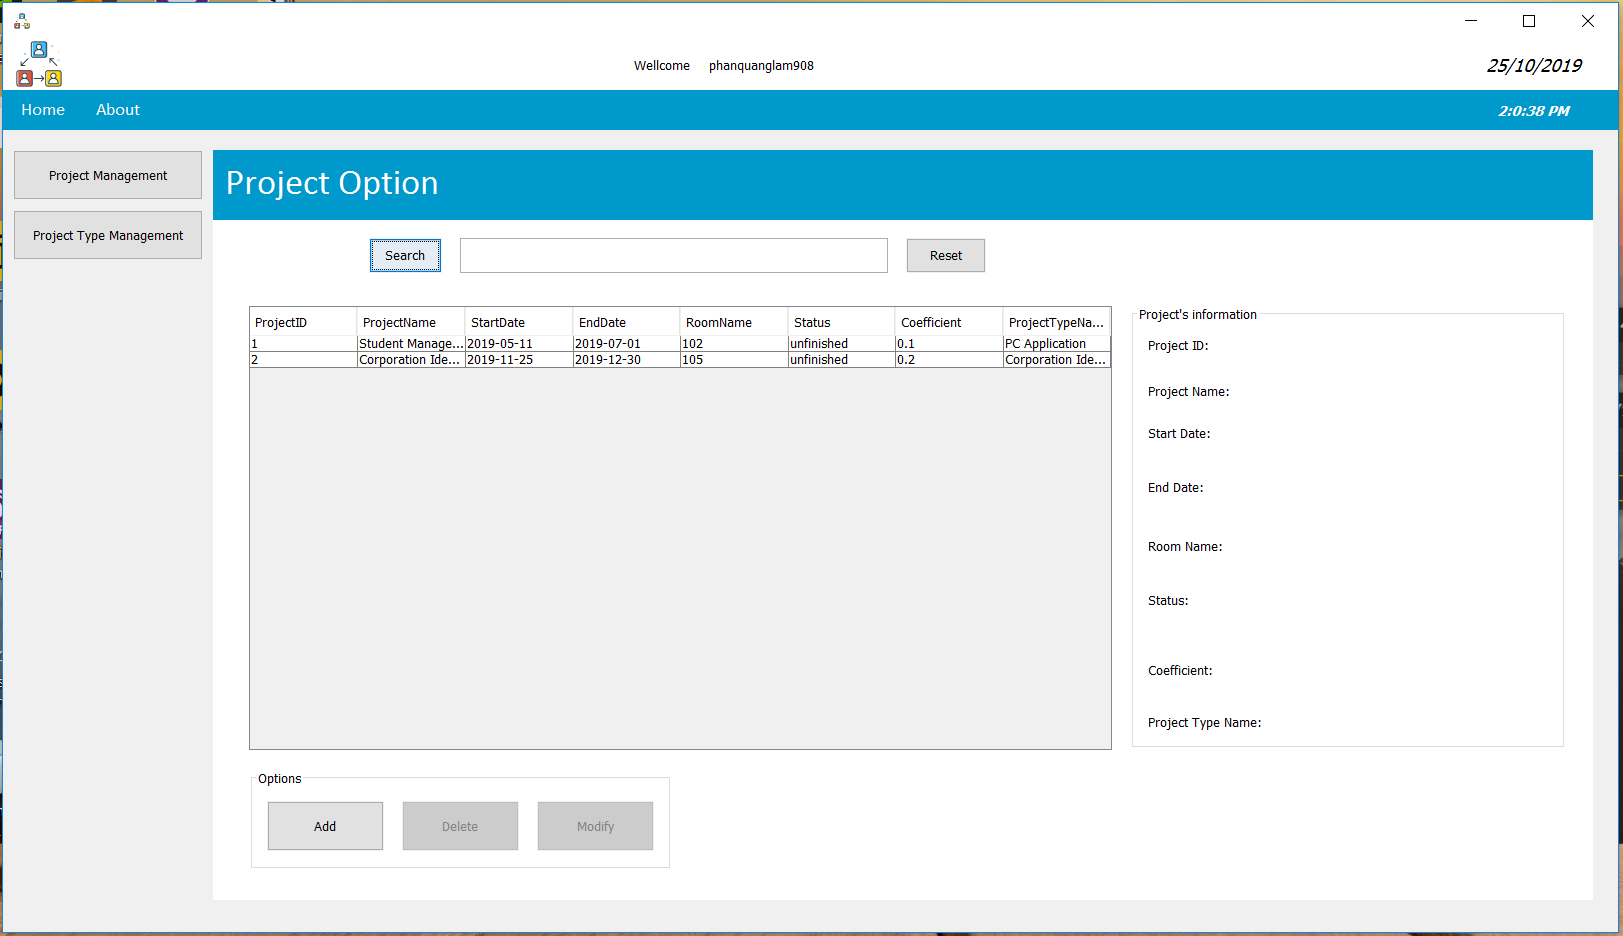 Wellcome phanquanglam908
25/10/2019
Home About
2:0:38 PM
Project Management
Project Type Management
Project Option
Search
Reset
ProjectID ProjectName StartDate EndDate RoomName Status Coefficient ProjectTypeNa...
1 Student Manage... 2019-05-11 2019-07-01 102 unfinished 0.1 PC Application
2 Corporation Ide... 2019-11-25 2019-12-30 105 unfinished 0.2 Corporation Ide...
Project's information
Project ID:
Project Name:
Start Date:
End Date:
Room Name:
Status:
Coefficient:
Project Type Name:
Options
Add Delete Modify